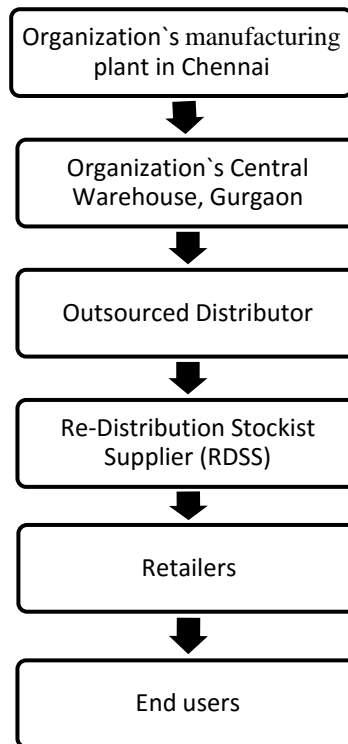 Organization`s manufacturing
plant in Chennai
Organization`s Central
Warehouse, Gurgaon
Outsourced Distributor
Re-Distribution Stockist
Supplier (RDSS)
Retailers
End users